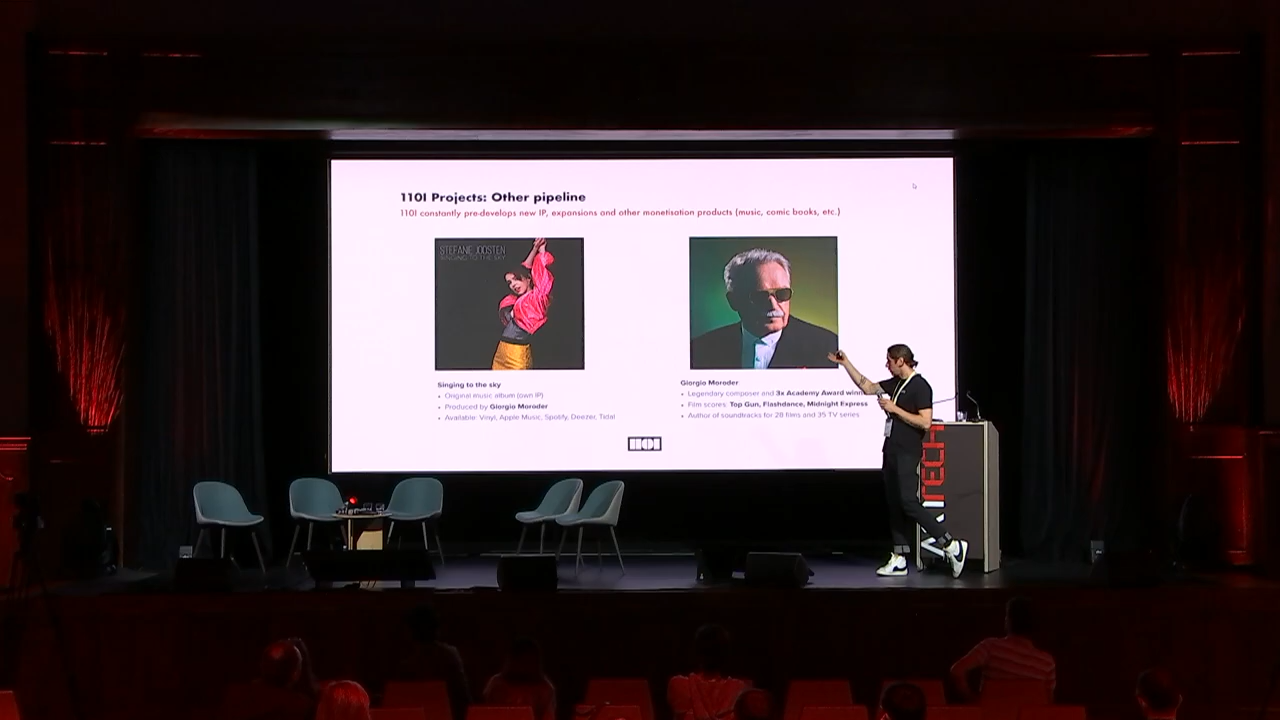 110I Projects: Other pipeline
110I constantly pre-develops new IP, expansions and other monetisation products (music, comic books, etc.)
STEFANIE JOOSTEN
SINGING TO THE SKY
Singing to the sky
• Original music album (own IP)
• Produced by Giorgio Moroder
• Available: Vinyl, Apple Music, Spotify, Deezer, Tidal
Giorgio Moroder
• Legendary composer and 3x Academy Award winn
• Film scores: Top Gun, Flashdance, Midnight Express
• Author of soundtracks for 28 films and 35 TV series
110I
TECH